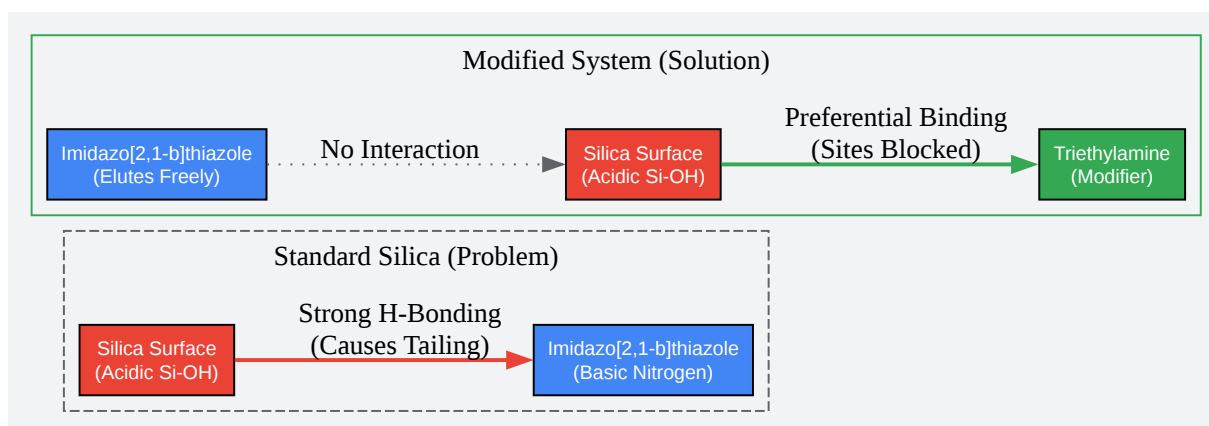 Modified System (Solution)
Imidazo[2,1-b]thiazole
(Elutes Freely)
No Interaction
Silica Surface
(Acidic Si-OH)
Preferential Binding
(Sites Blocked)
Triethylamine
(Modifier)
Standard Silica (Problem)
Silica Surface
(Acidic Si-OH)
Strong H-Bonding
(Causes Tailing)
Imidazo[2,1-b]thiazole
(Basic Nitrogen)